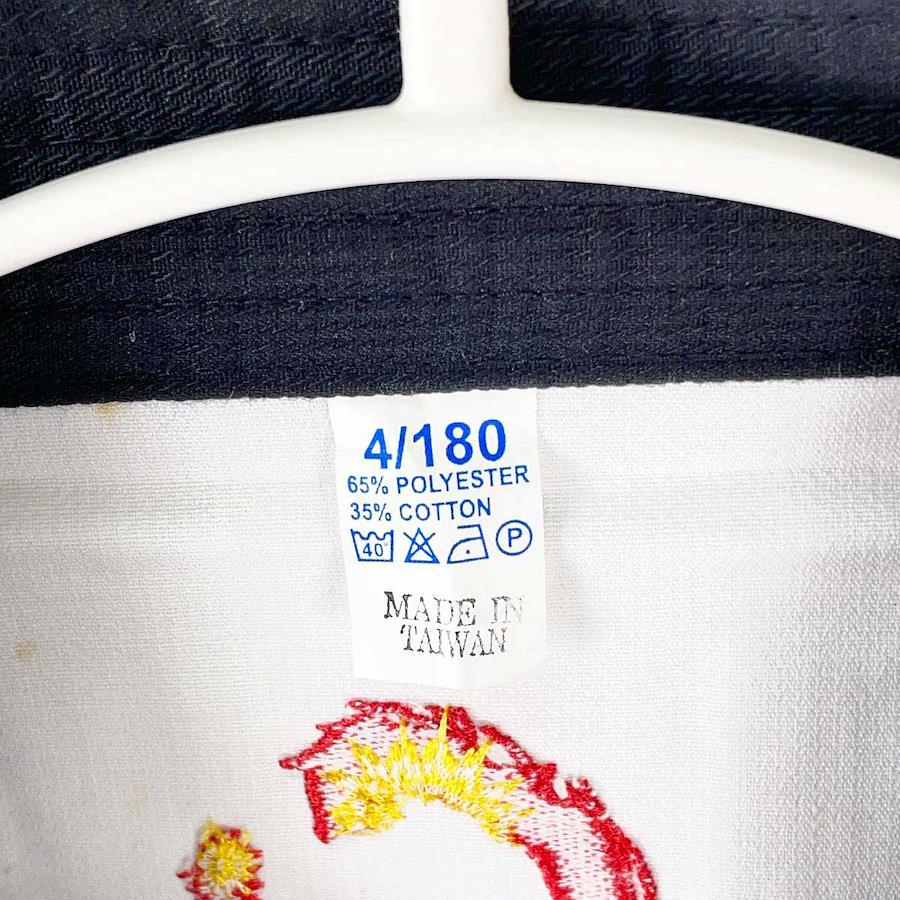 4/180
65% POLYESTER
35% COTTON
40° P
MADE IN
TAIWAN